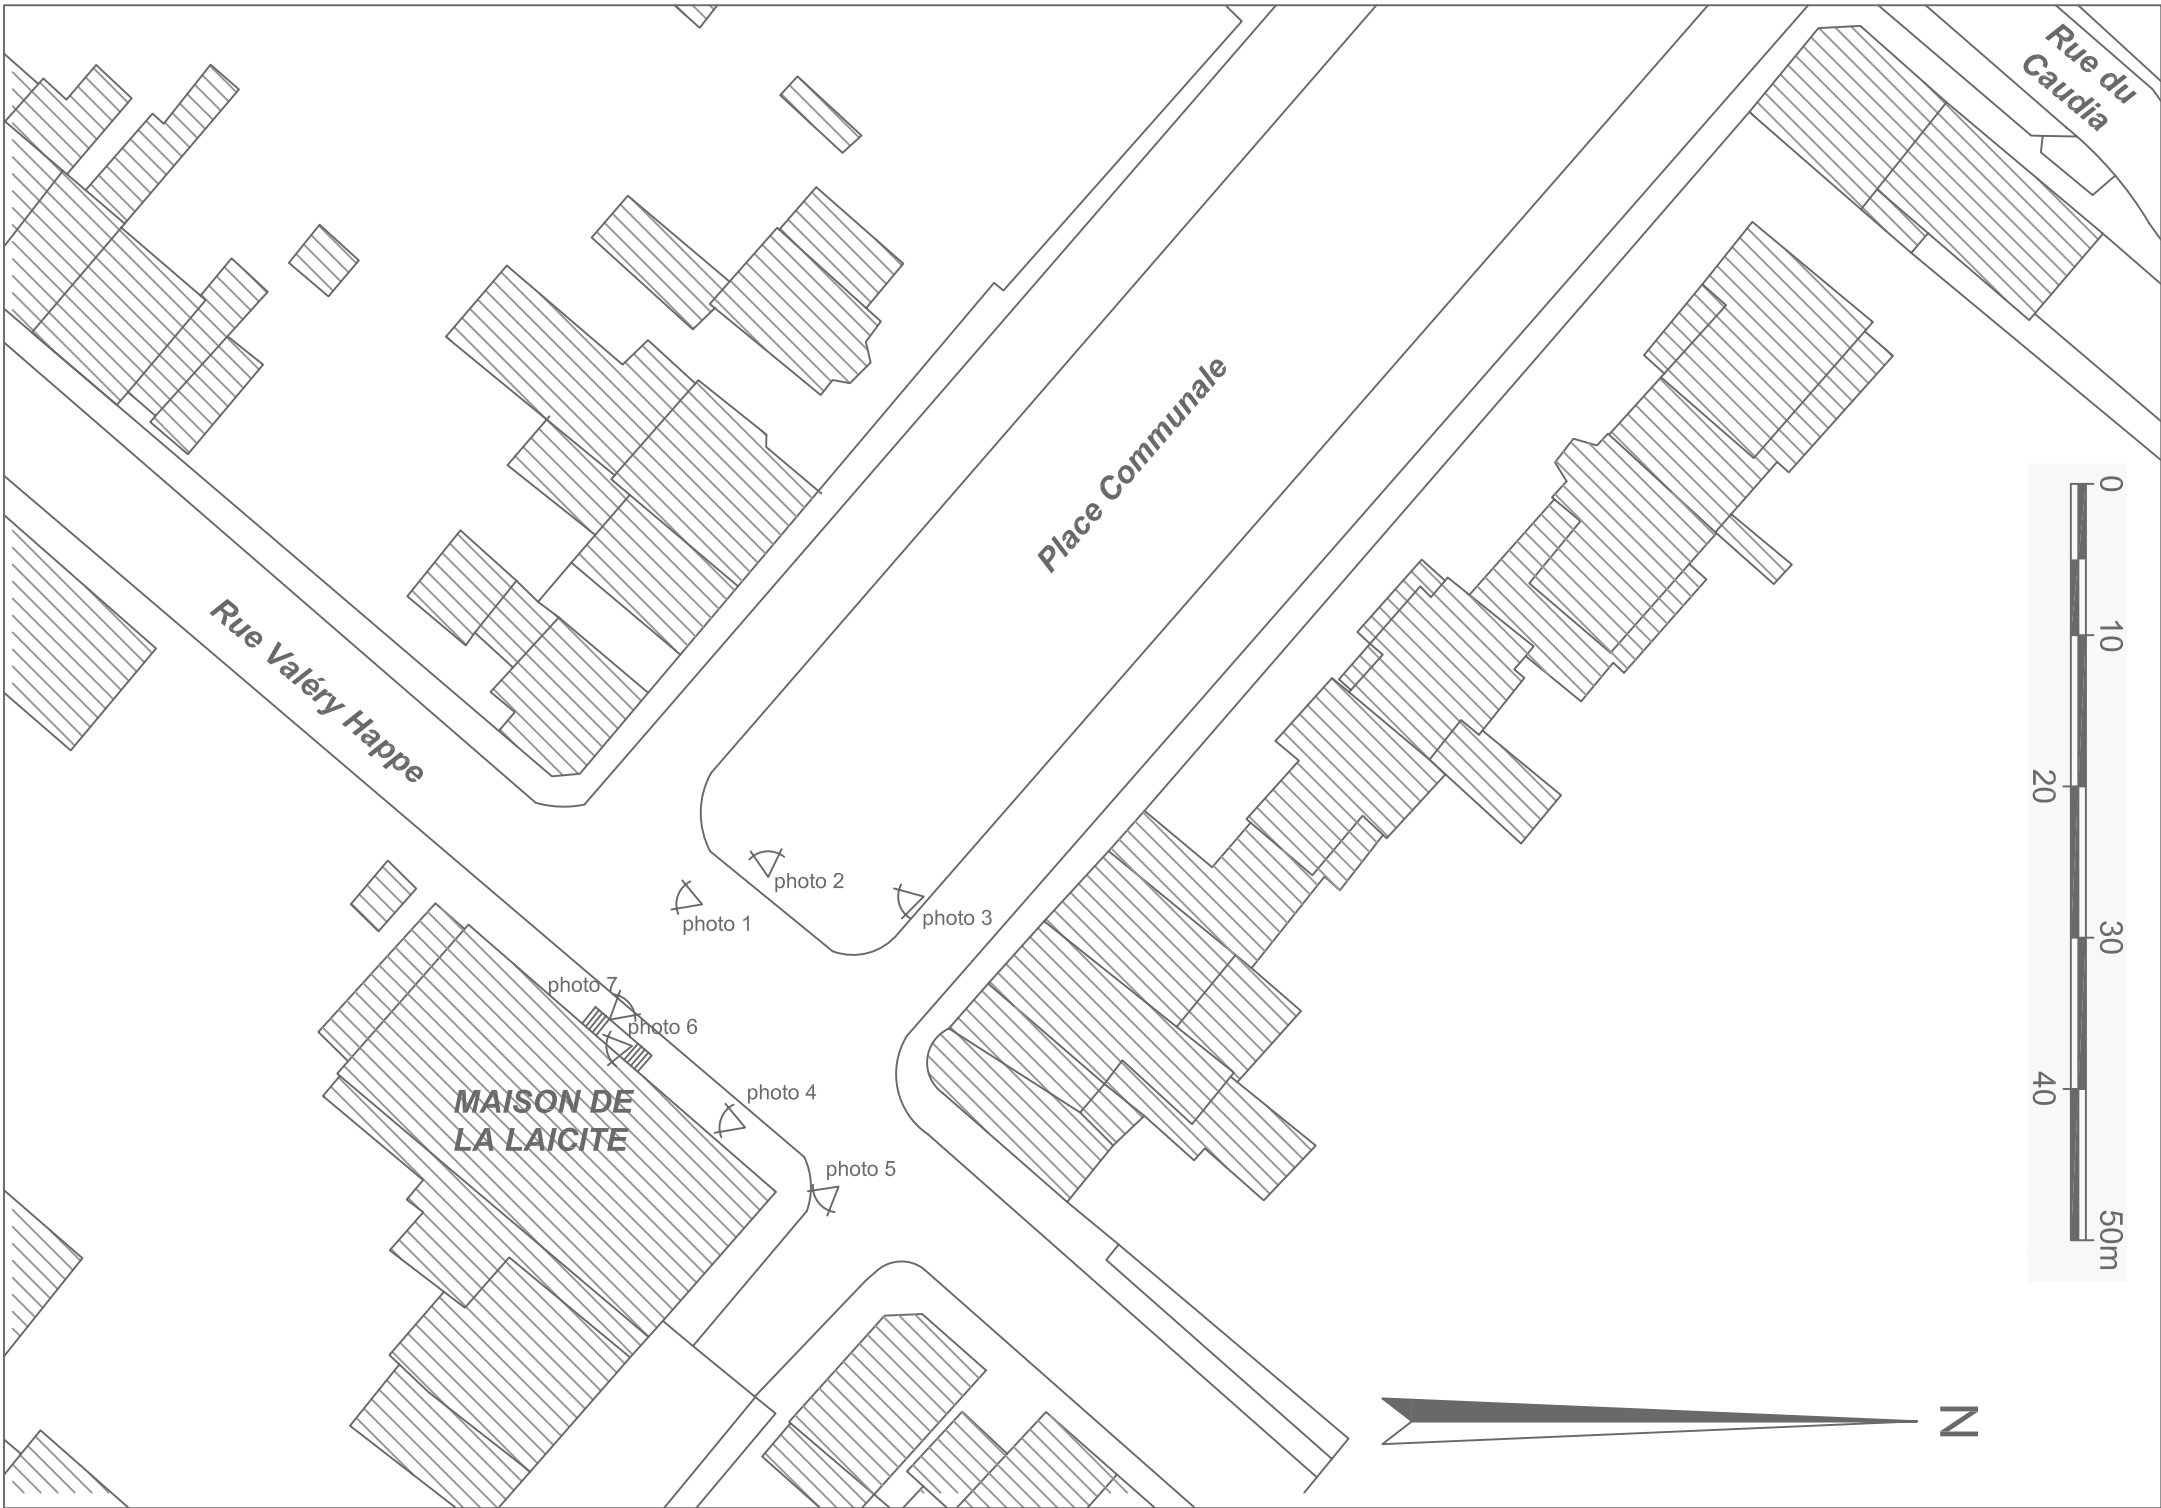 Rue du
Caudia
Place Communale
0
10
20
30
40
50m
Rue Valéry Happe
photo 2
photo 1
photo 3
photo 7
photo 6
photo 4
photo 5
MAISON DE
LA LAICITE
N